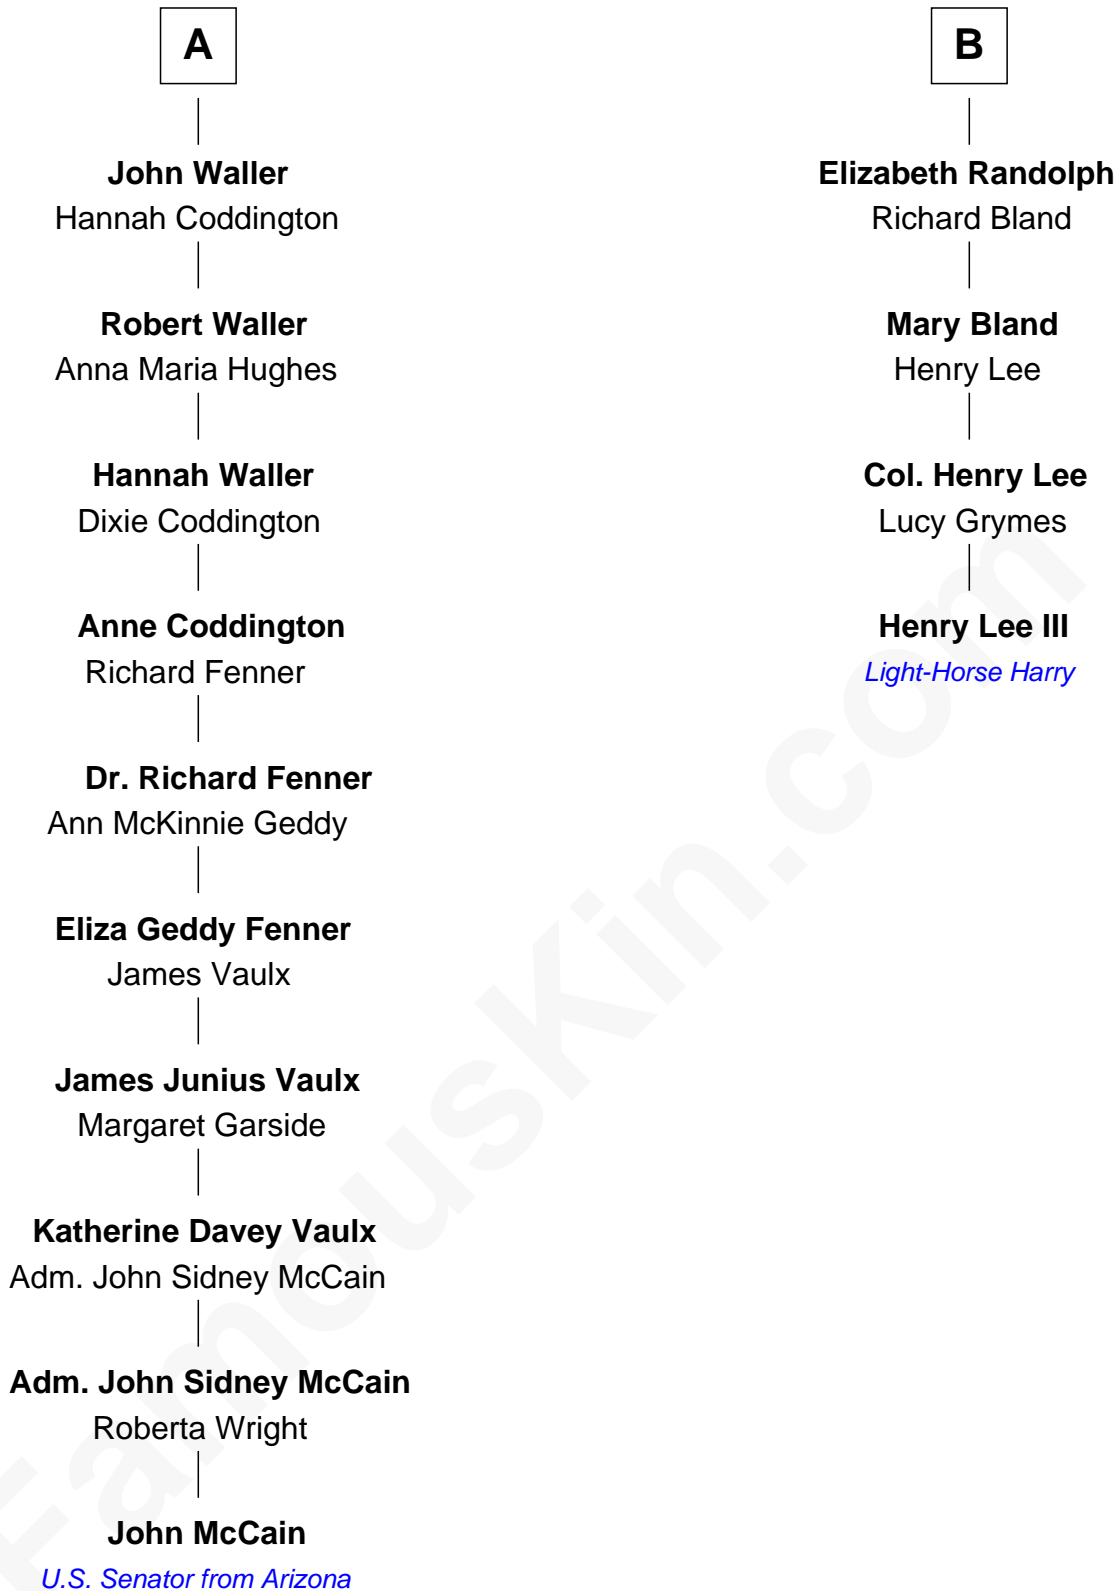 A
John Waller
Hannah Coddington
Robert Waller
Anna Maria Hughes
Hannah Waller
Dixie Coddington
Anne Coddington
Richard Fenner
Dr. Richard Fenner
Ann McKinnie Geddy
Eliza Geddy Fenner
James Vaulx
James Junius Vaulx
Margaret Garside
Katherine Davey Vaulx
Adm. John Sidney McCain
Adm. John Sidney McCain
Roberta Wright
John McCain
U.S. Senator from Arizona
B
Elizabeth Randolph
Richard Bland
Mary Bland
Henry Lee
Col. Henry Lee
Lucy Grymes
Henry Lee III
Light-Horse Harry
FamousKin.com